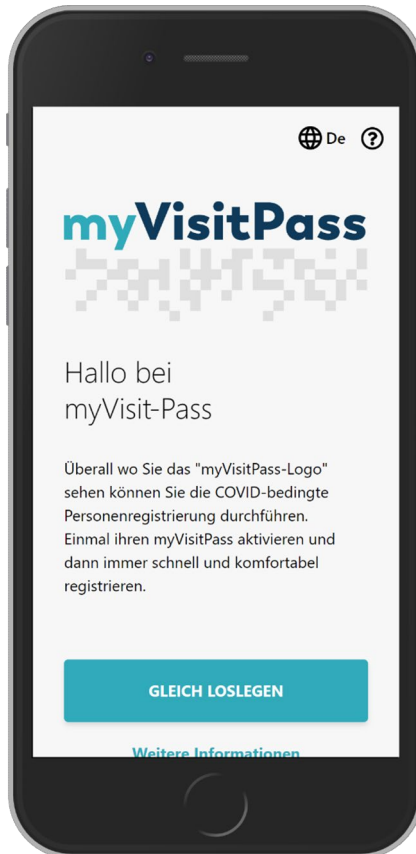 De ?
myVisitPass
Hallo bei
myVisit-Pass
Überall wo Sie das "myVisitPass-Logo"
sehen können Sie die COVID-bedingte
Personenregistrierung durchführen.
Einmal ihren myVisitPass aktivieren und
dann immer schnell und komfortabel
registrieren.
GLEICH LOSLEGEN
Weitere Informationen